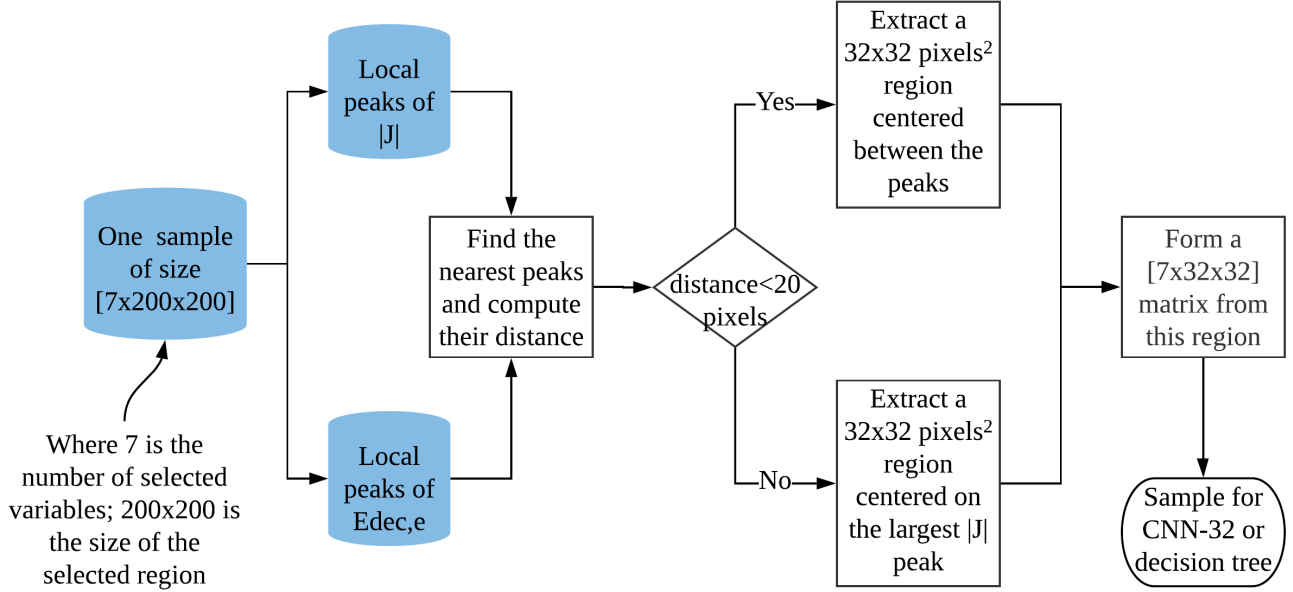 One sample
of size
[7x200x200]
Where 7 is the
number of selected
variables; 200x200 is
the size of the
selected region
Local
peaks of
|J|
Local
peaks of
Edec,e
Find the
nearest peaks
and compute
their distance
distance<20
pixels
Yes
Extract a
32x32 pixels²
region
centered
between the
peaks
No
Extract a
32x32 pixels²
region
centered on
the largest |J|
peak
Form a
[7x32x32]
matrix from
this region
Sample for
CNN-32 or
decision tree